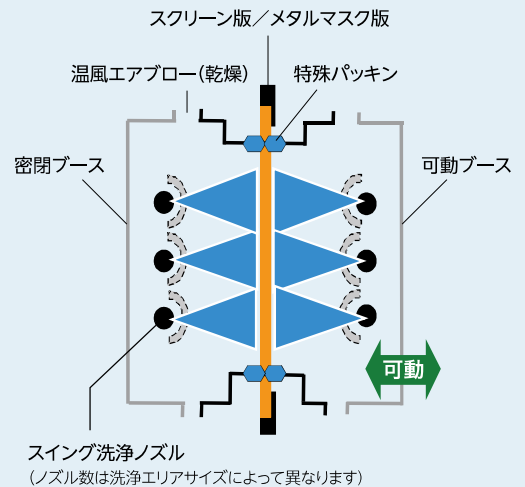 スクリーン版／メタルマスク版
温風エアブロー（乾燥）
特殊パッキン
密閉ブース
可動ブース
可動
スイング洗浄ノズル
（ノズル数は洗浄エリアサイズによって異なります）